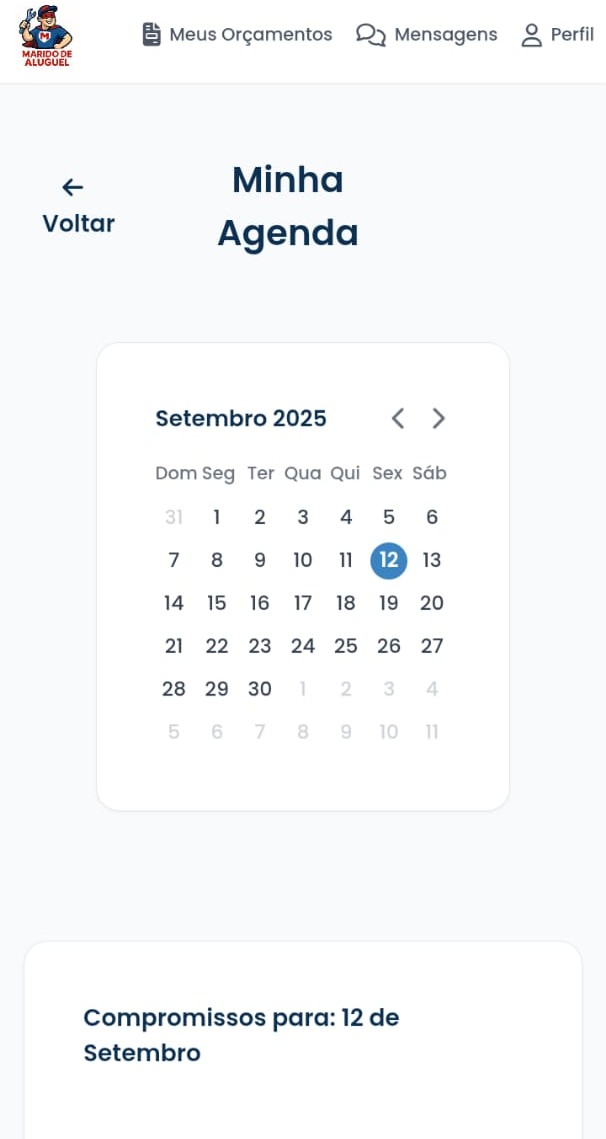 MARIDO DE
ALUGUEL
Meus Orçamentos Mensagens Perfil
Voltar
Minha
Agenda
Setembro 2025
Dom Seg Ter Qua Qui Sex Sáb
31 1 2 3 4 5 6
7 8 9 10 11 12 13
14 15 16 17 18 19 20
21 22 23 24 25 26 27
28 29 30 1 2 3 4
5 6 7 8 9 10 11
Compromissos para: 12 de
Setembro